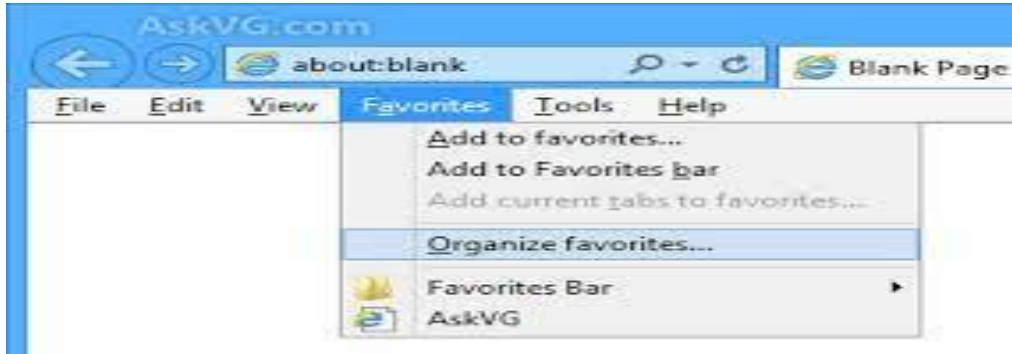 AskVG.com
about:blank Blank Page
File Edit View Favorites Tools Help
Add to favorites...
Add to Favorites bar
Add current tabs to favorites...
Organize favorites...
Favorites Bar
AskVG